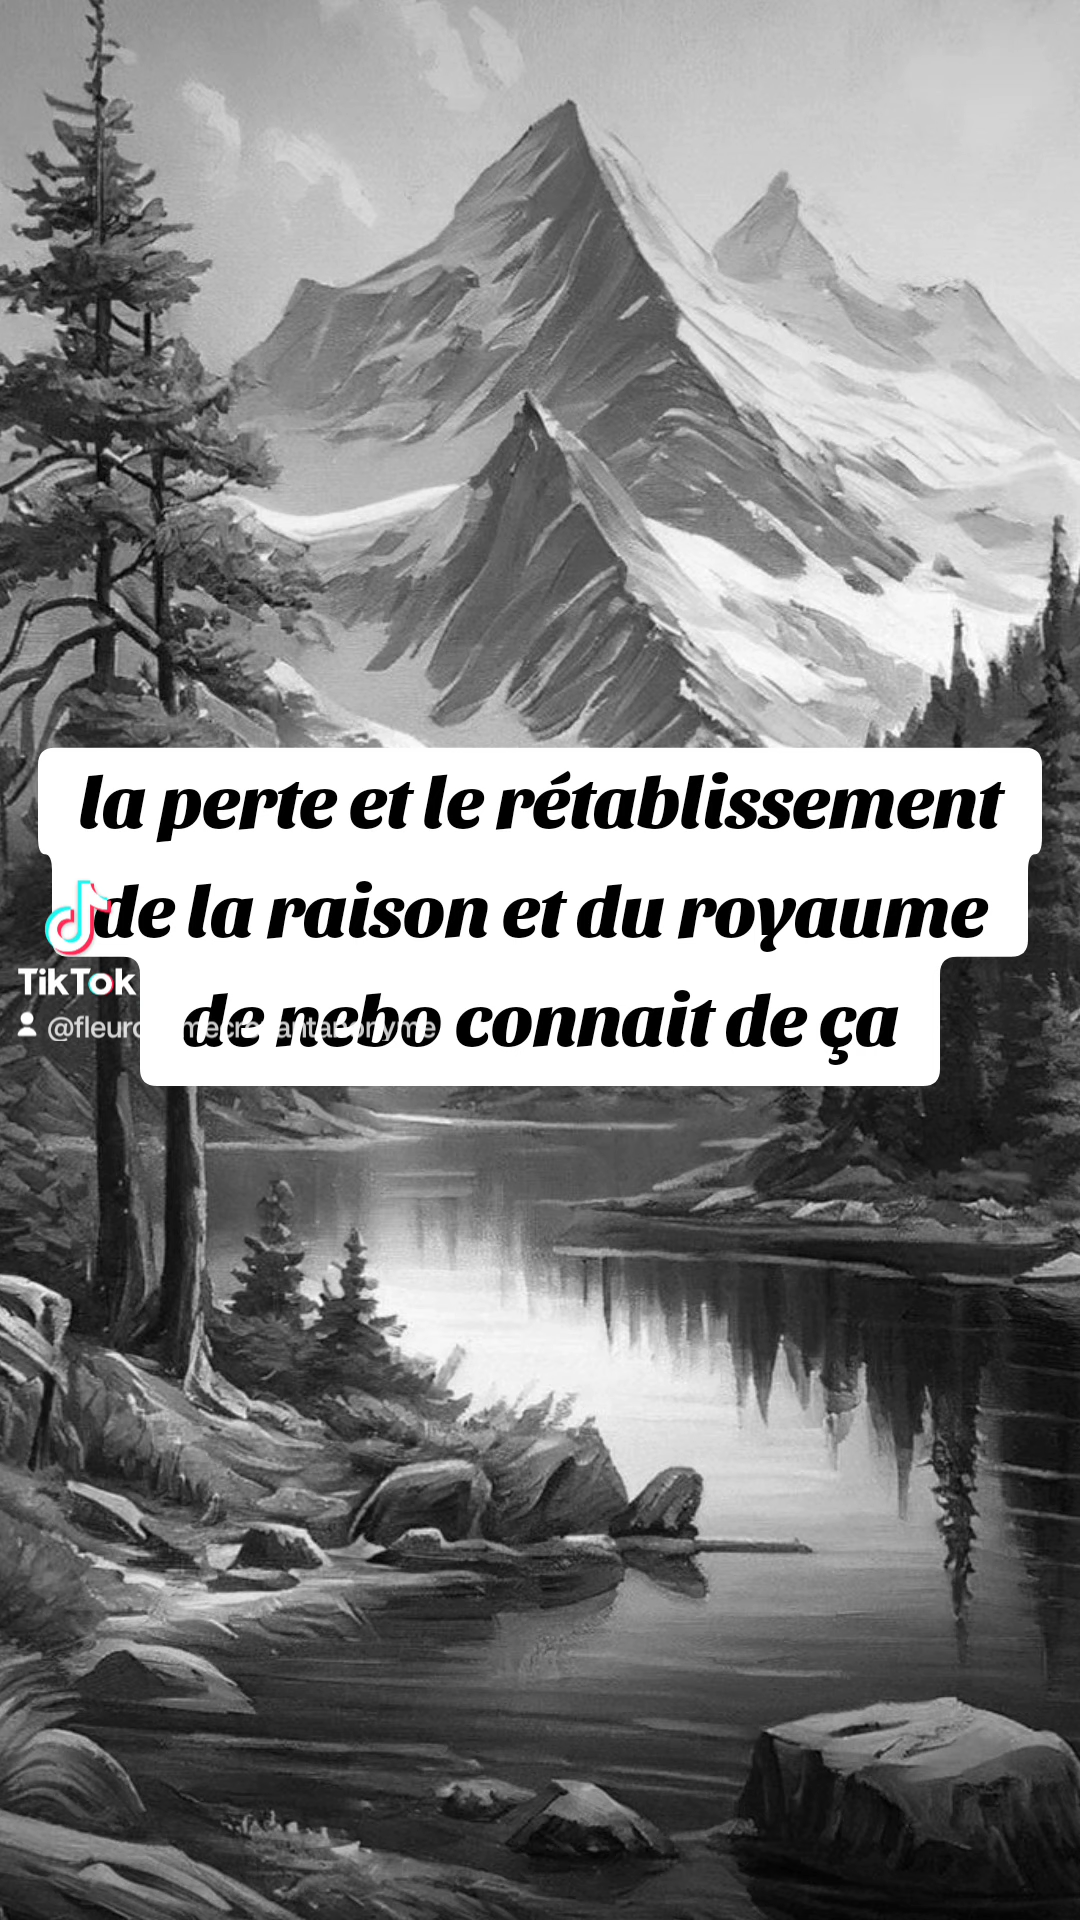 la perte et le rétablissement
de la raison et du royaume
de nebo connait de ça
TikTok